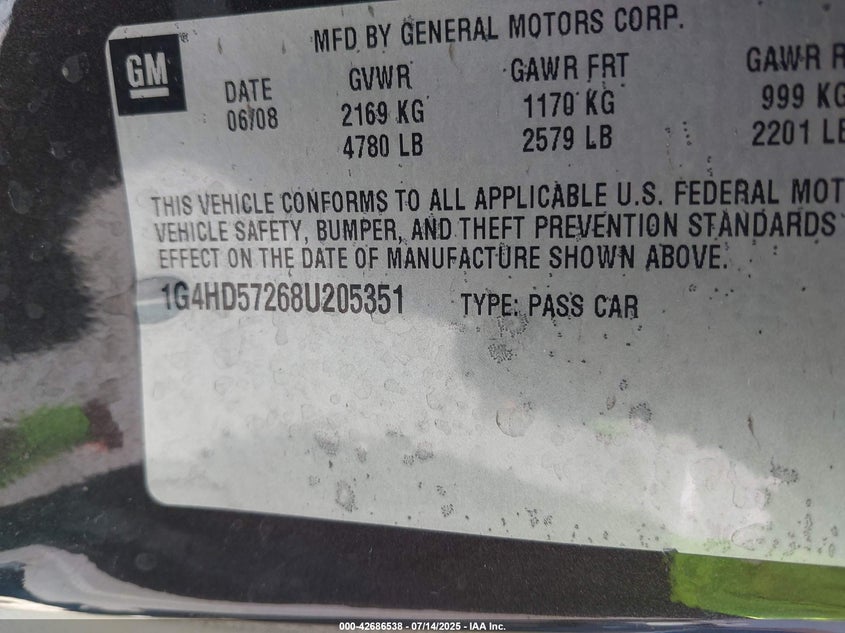 GM
MFD BY GENERAL MOTORS CORP.
DATE GVWR GAWR FRT GAWR R
06/08 2169 KG 1170 KG 999 KG
4780 LB 2579 LB 2201 LB
THIS VEHICLE CONFORMS TO ALL APPLICABLE U.S. FEDERAL MOT
VEHICLE SAFETY, BUMPER, AND THEFT PREVENTION STANDARDS
EFFECT ON THE DATE OF MANUFACTURE SHOWN ABOVE.
1G4HD57268U205351 TYPE: PASS CAR
000-42686538 - 07/14/2025 - IAA Inc.